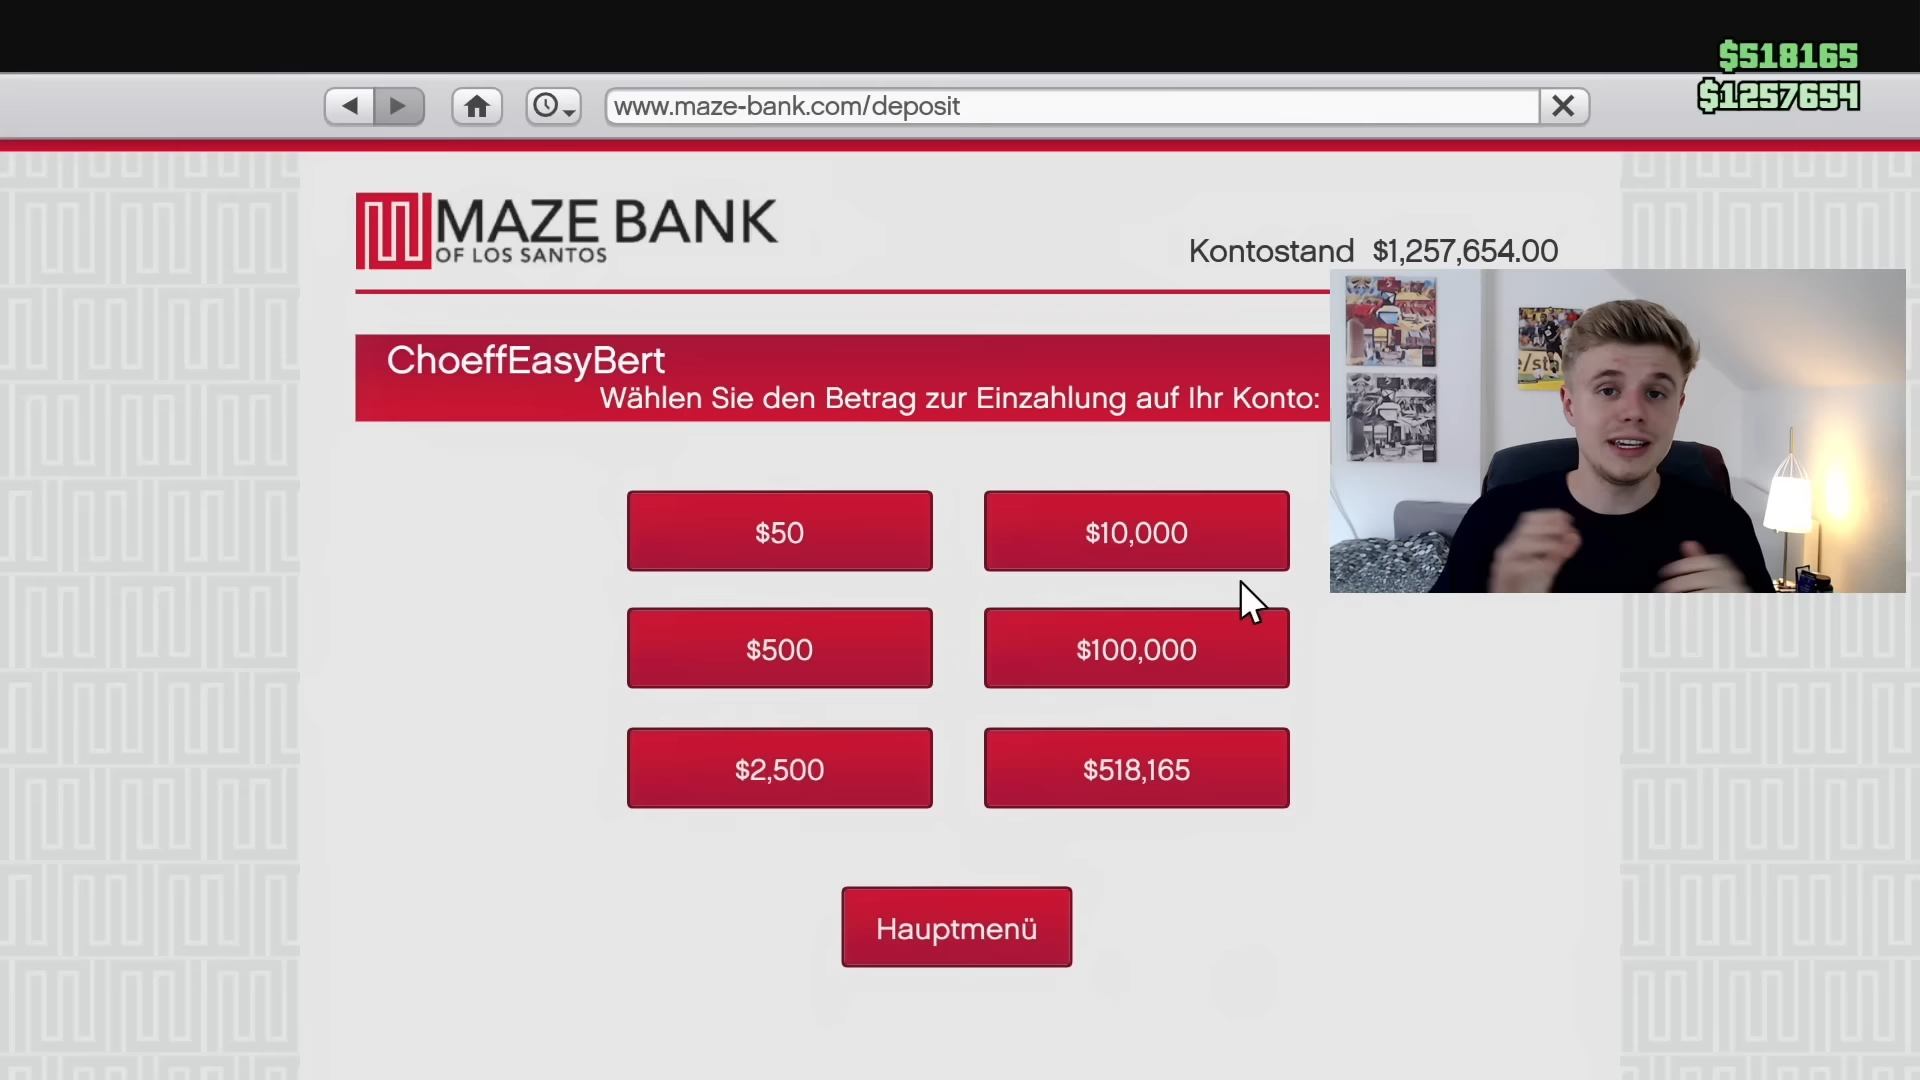 $518165
$1257654
www.maze-bank.com/deposit
MAZE BANK
OF LOS SANTOS
Kontostand $1,257,654.00
ChoeffEasyBert
Wählen Sie den Betrag zur Einzahlung auf Ihr Konto:
$50
$10,000
$500
$100,000
$2,500
$518,165
Hauptmenü